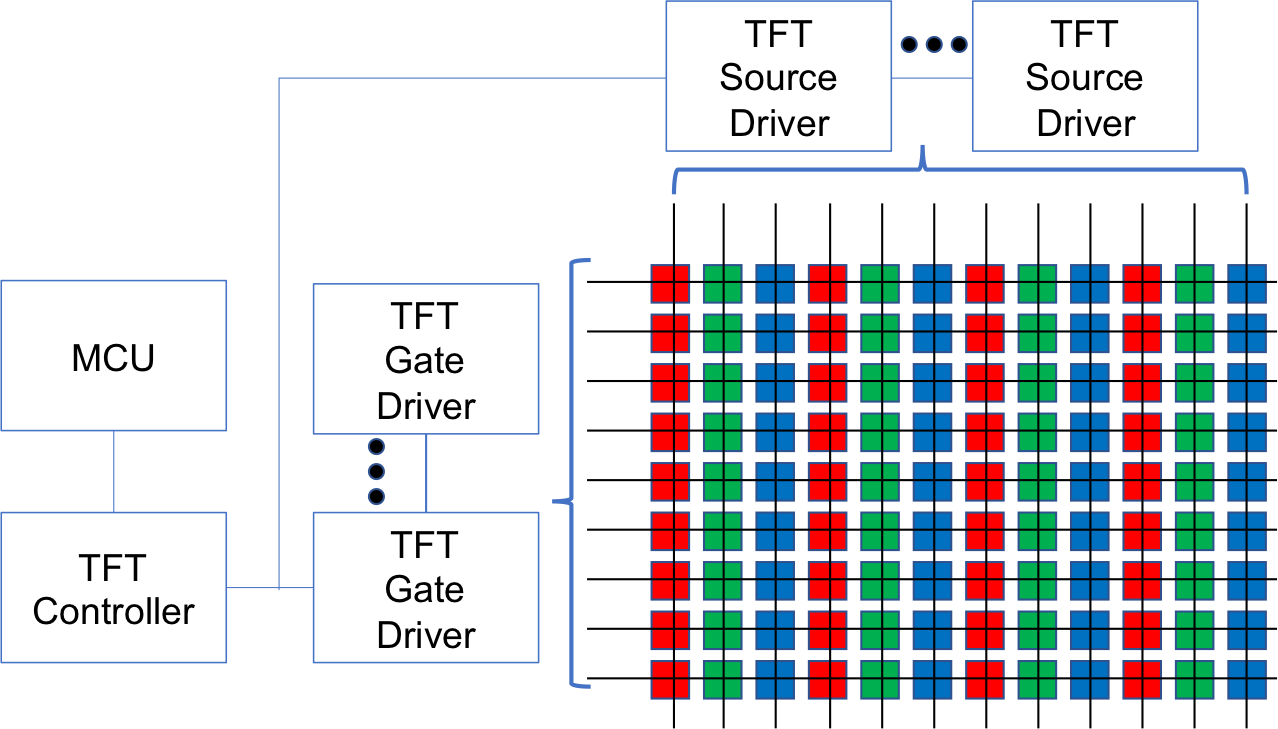 TFT
Source
Driver
TFT
Source
Driver
MCU
TFT
Gate
Driver
TFT
Controller
TFT
Gate
Driver